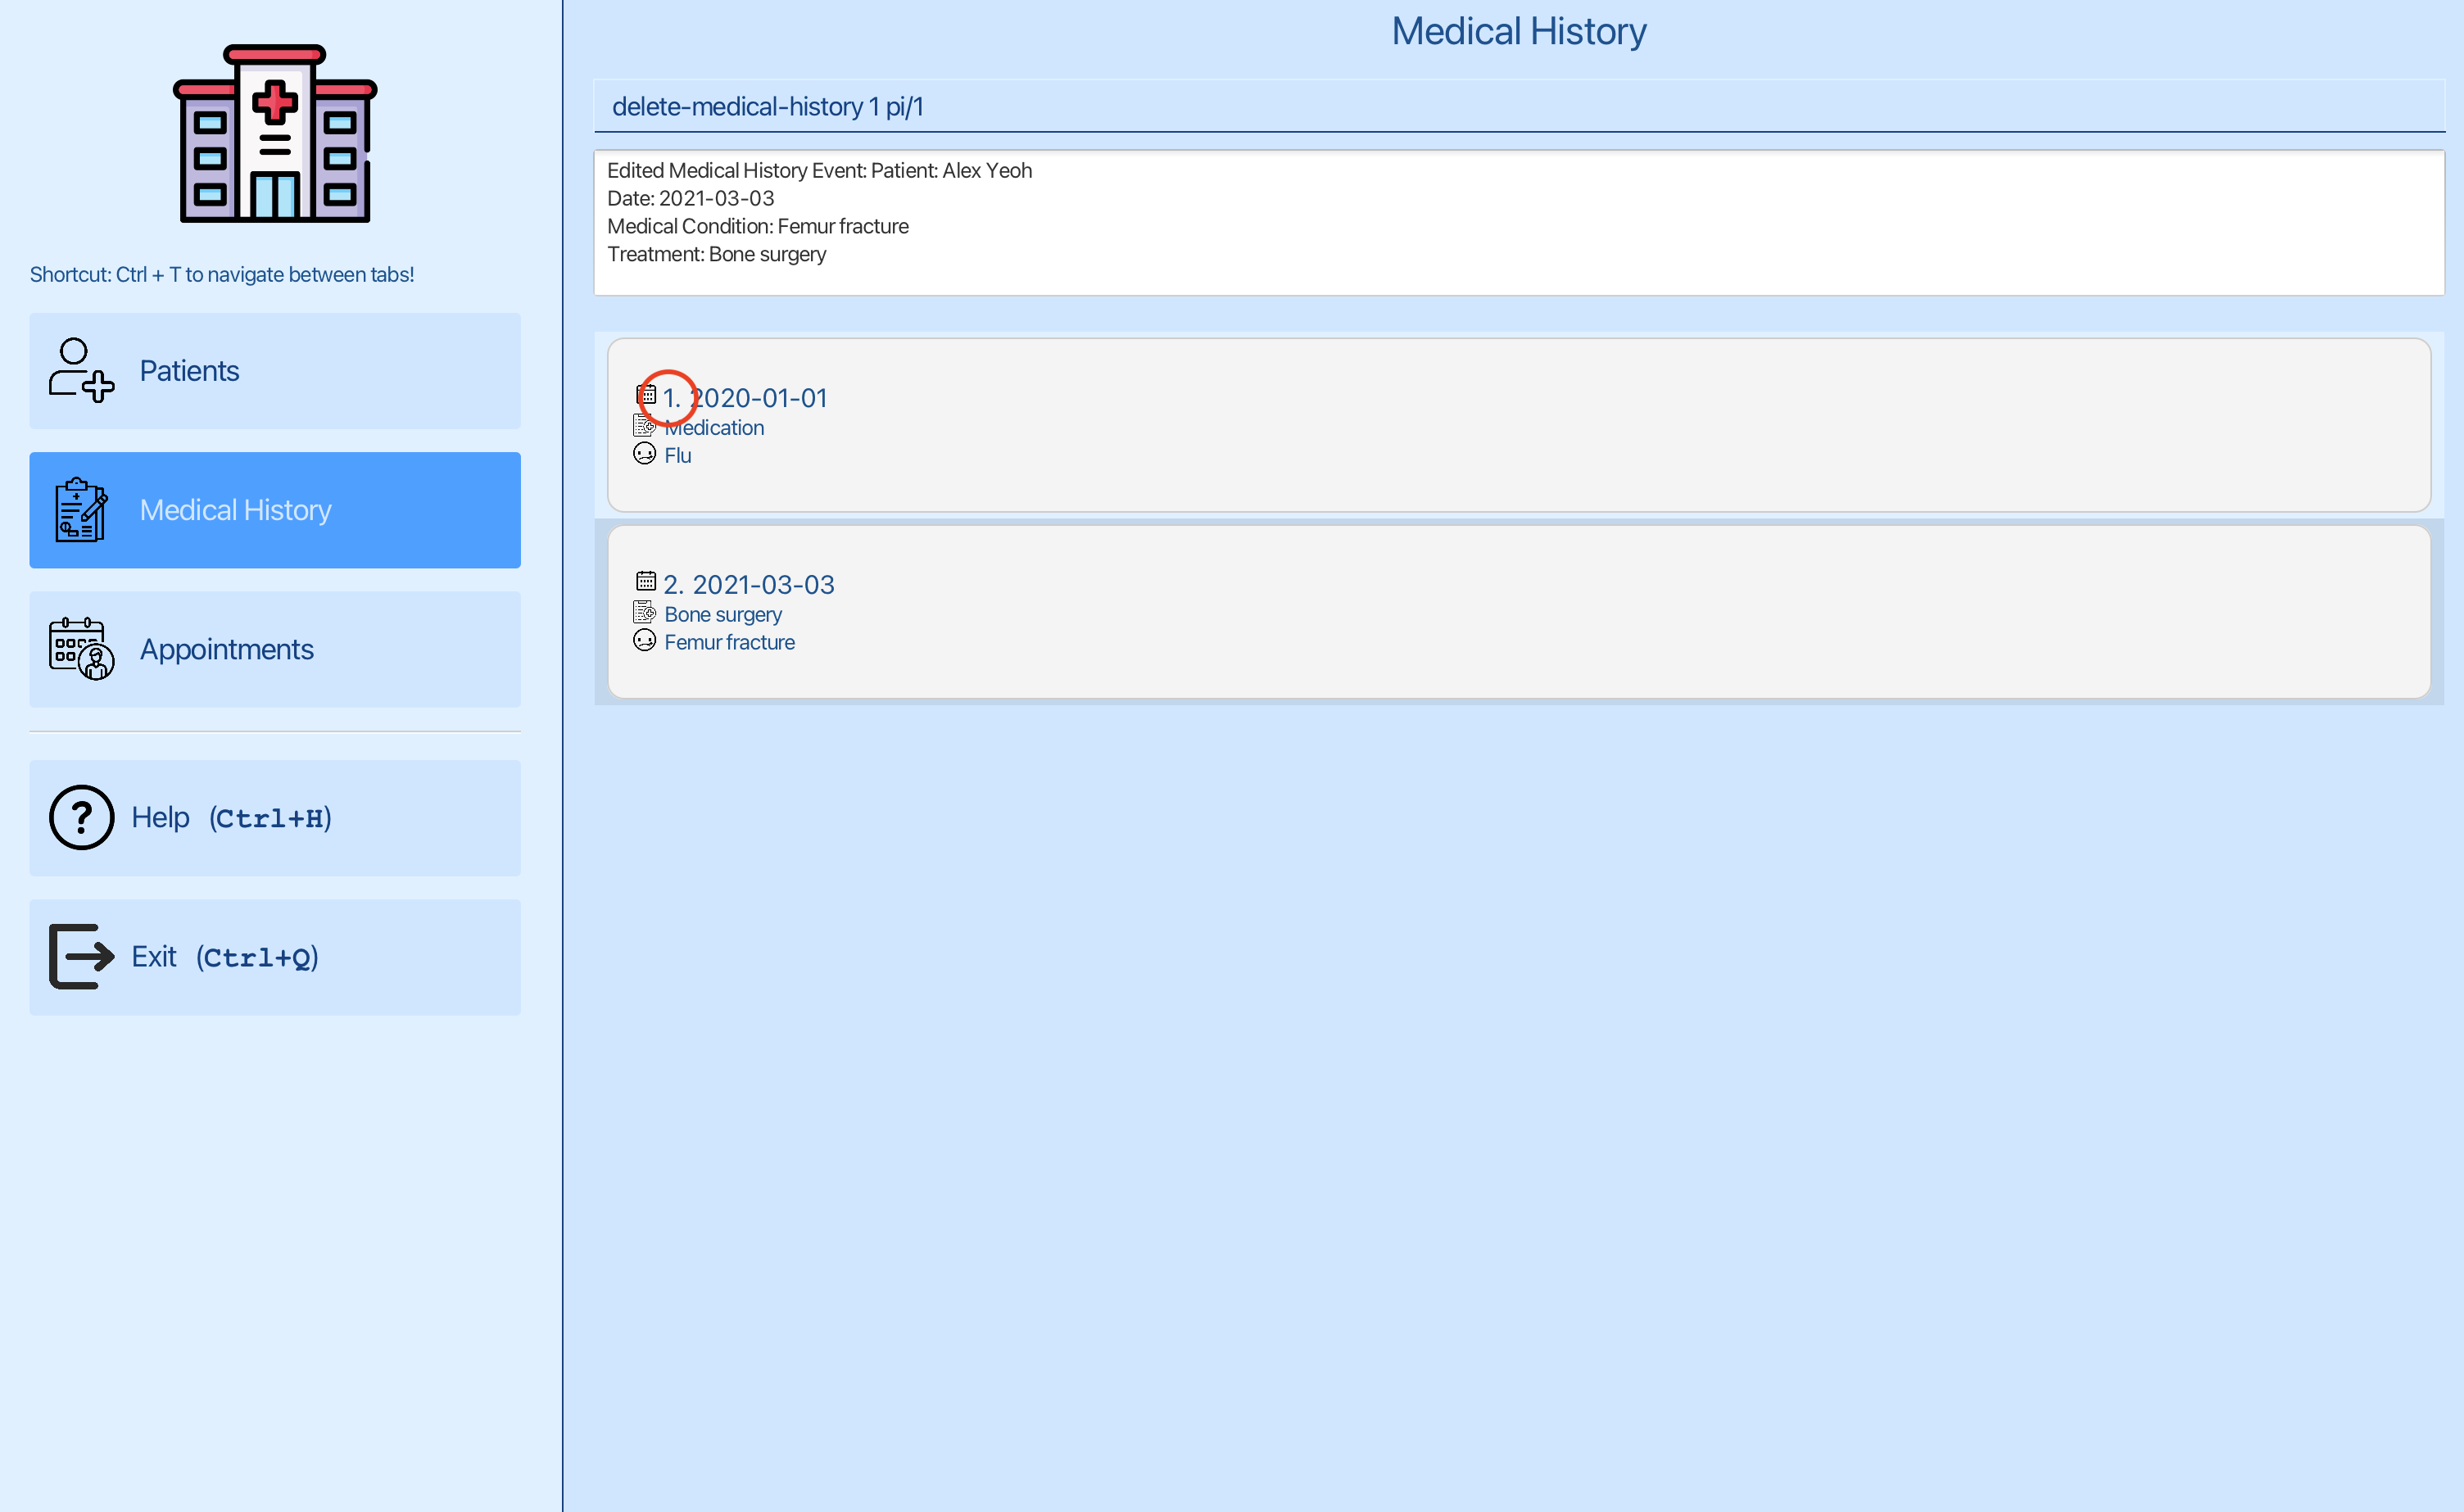 Shortcut: Ctrl + T to navigate between tabs!
Patients
Medical History
Appointments
Help (Ctrl+H)
Exit (Ctrl+Q)
Medical History
delete-medical-history 1 pi/1
Edited Medical History Event: Patient: Alex Yeoh
Date: 2021-03-03
Medical Condition: Femur fracture
Treatment: Bone surgery
1. 2020-01-01
Medication
Flu
2. 2021-03-03
Bone surgery
Femur fracture